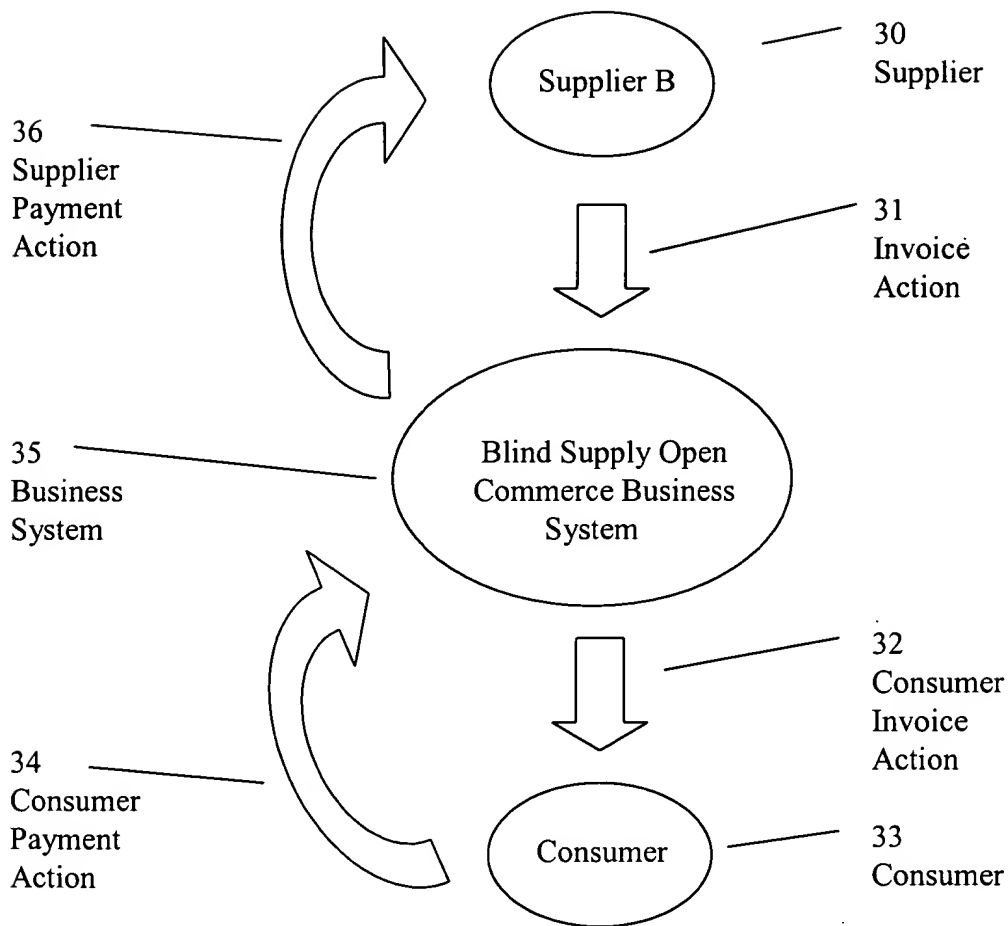 30
Supplier
Supplier B
36
Supplier
Payment
Action
31
Invoice
Action
35
Business
System
Blind Supply Open
Commerce Business
System
32
Consumer
Invoice
Action
34
Consumer
Payment
Action
Consumer
33
Consumer